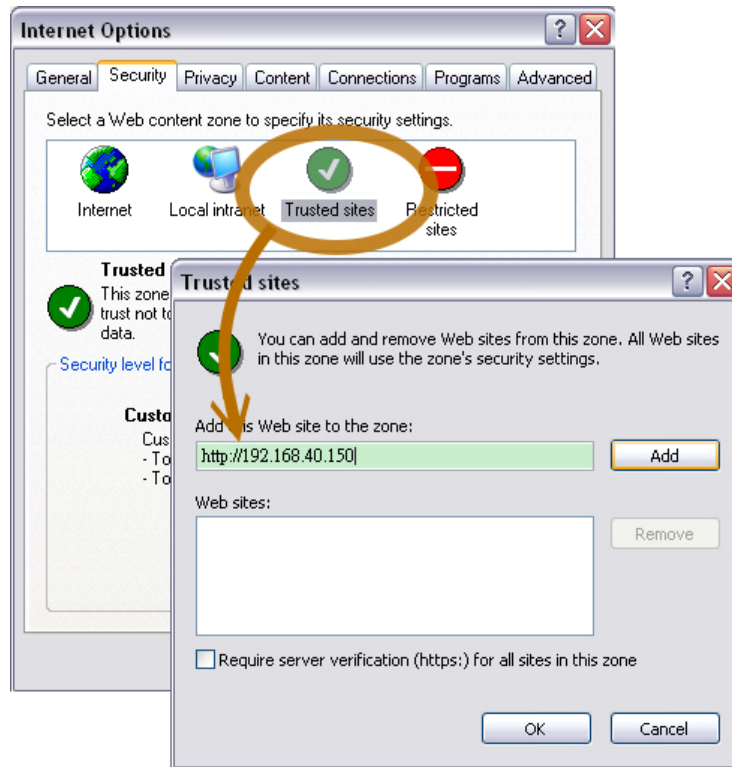 Internet Options
General Security Privacy Content Connections Programs Advanced
Select a Web content zone to specify its security settings.
Internet Local intranet Trusted sites Restricted
sites
Trusted
This zone
trust not to
data.
Security level fo
Custo
Cus
- To
- To
Trusted sites
You can add and remove Web sites from this zone. All Web sites
in this zone will use the zone's security settings.
Add this Web site to the zone:
http://192.168.40.150
Add
Web sites:
Remove
Require server verification (https:) for all sites in this zone
OK Cancel